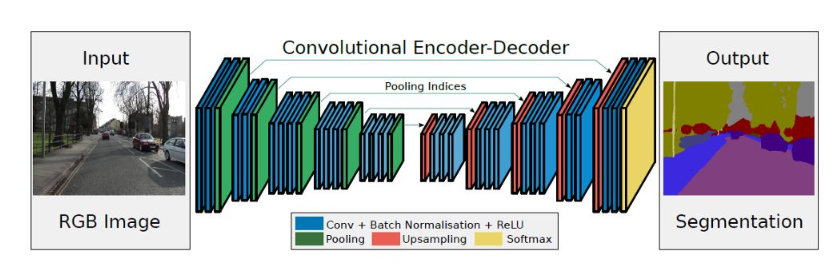 Input
RGB Image
Convolutional Encoder-Decoder
Pooling Indices
Conv + Batch Normalisation + ReLU
Pooling Upsampling Softmax
Output
Segmentation